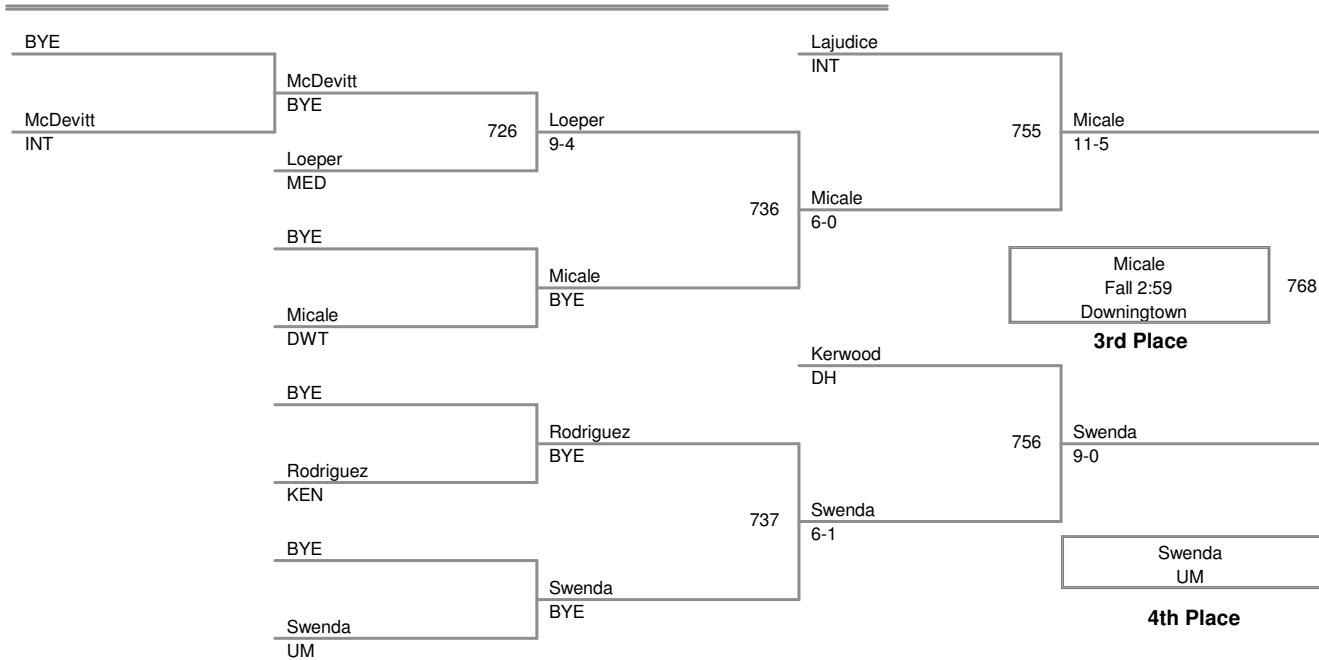 BYE
McDevitt
INT
McDevitt
BYE
Loeper
MED
726
Loeper
9-4
BYE
Micale
DWT
Micale
BYE
736
Micale
6-0
Lajudice
INT
755
Micale
11-5
Micale
Fall 2:59
Downingtown
768
3rd Place
BYE
Rodriguez
KEN
Rodriguez
BYE
BYE
Swenda
UM
Swenda
BYE
737
Swenda
6-1
Kerwood
DH
756
Swenda
9-0
Swenda
UM
4th Place